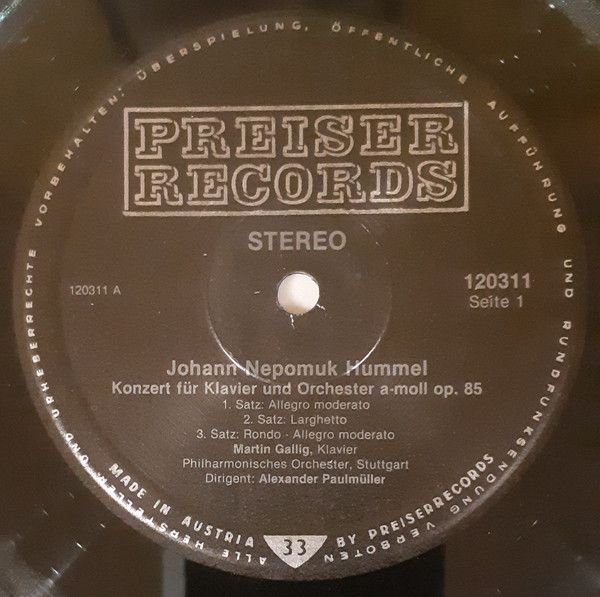 ALLE HERSTELLER- UND URHEBERRECHTE VORBEHALTEN: ÜBERSPIELUNG, ÖFFENTLICHE AUFFÜHRUNG UND RUNDFUNKSENDUNG VERBOTEN
PREISER
RECORDS
STEREO
120311 A
120311
Seite 1
Johann Nepomuk Hummel
Konzert für Klavier und Orchester a-moll op. 85
1. Satz: Allegro moderato
2. Satz: Larghetto
3. Satz: Rondo - Allegro moderato
Martin Gallig, Klavier
Philharmonisches Orchester, Stuttgart
Dirigent: Alexander Paulmüller
MADE IN AUSTRIA 33 BY PREISERRECORDS